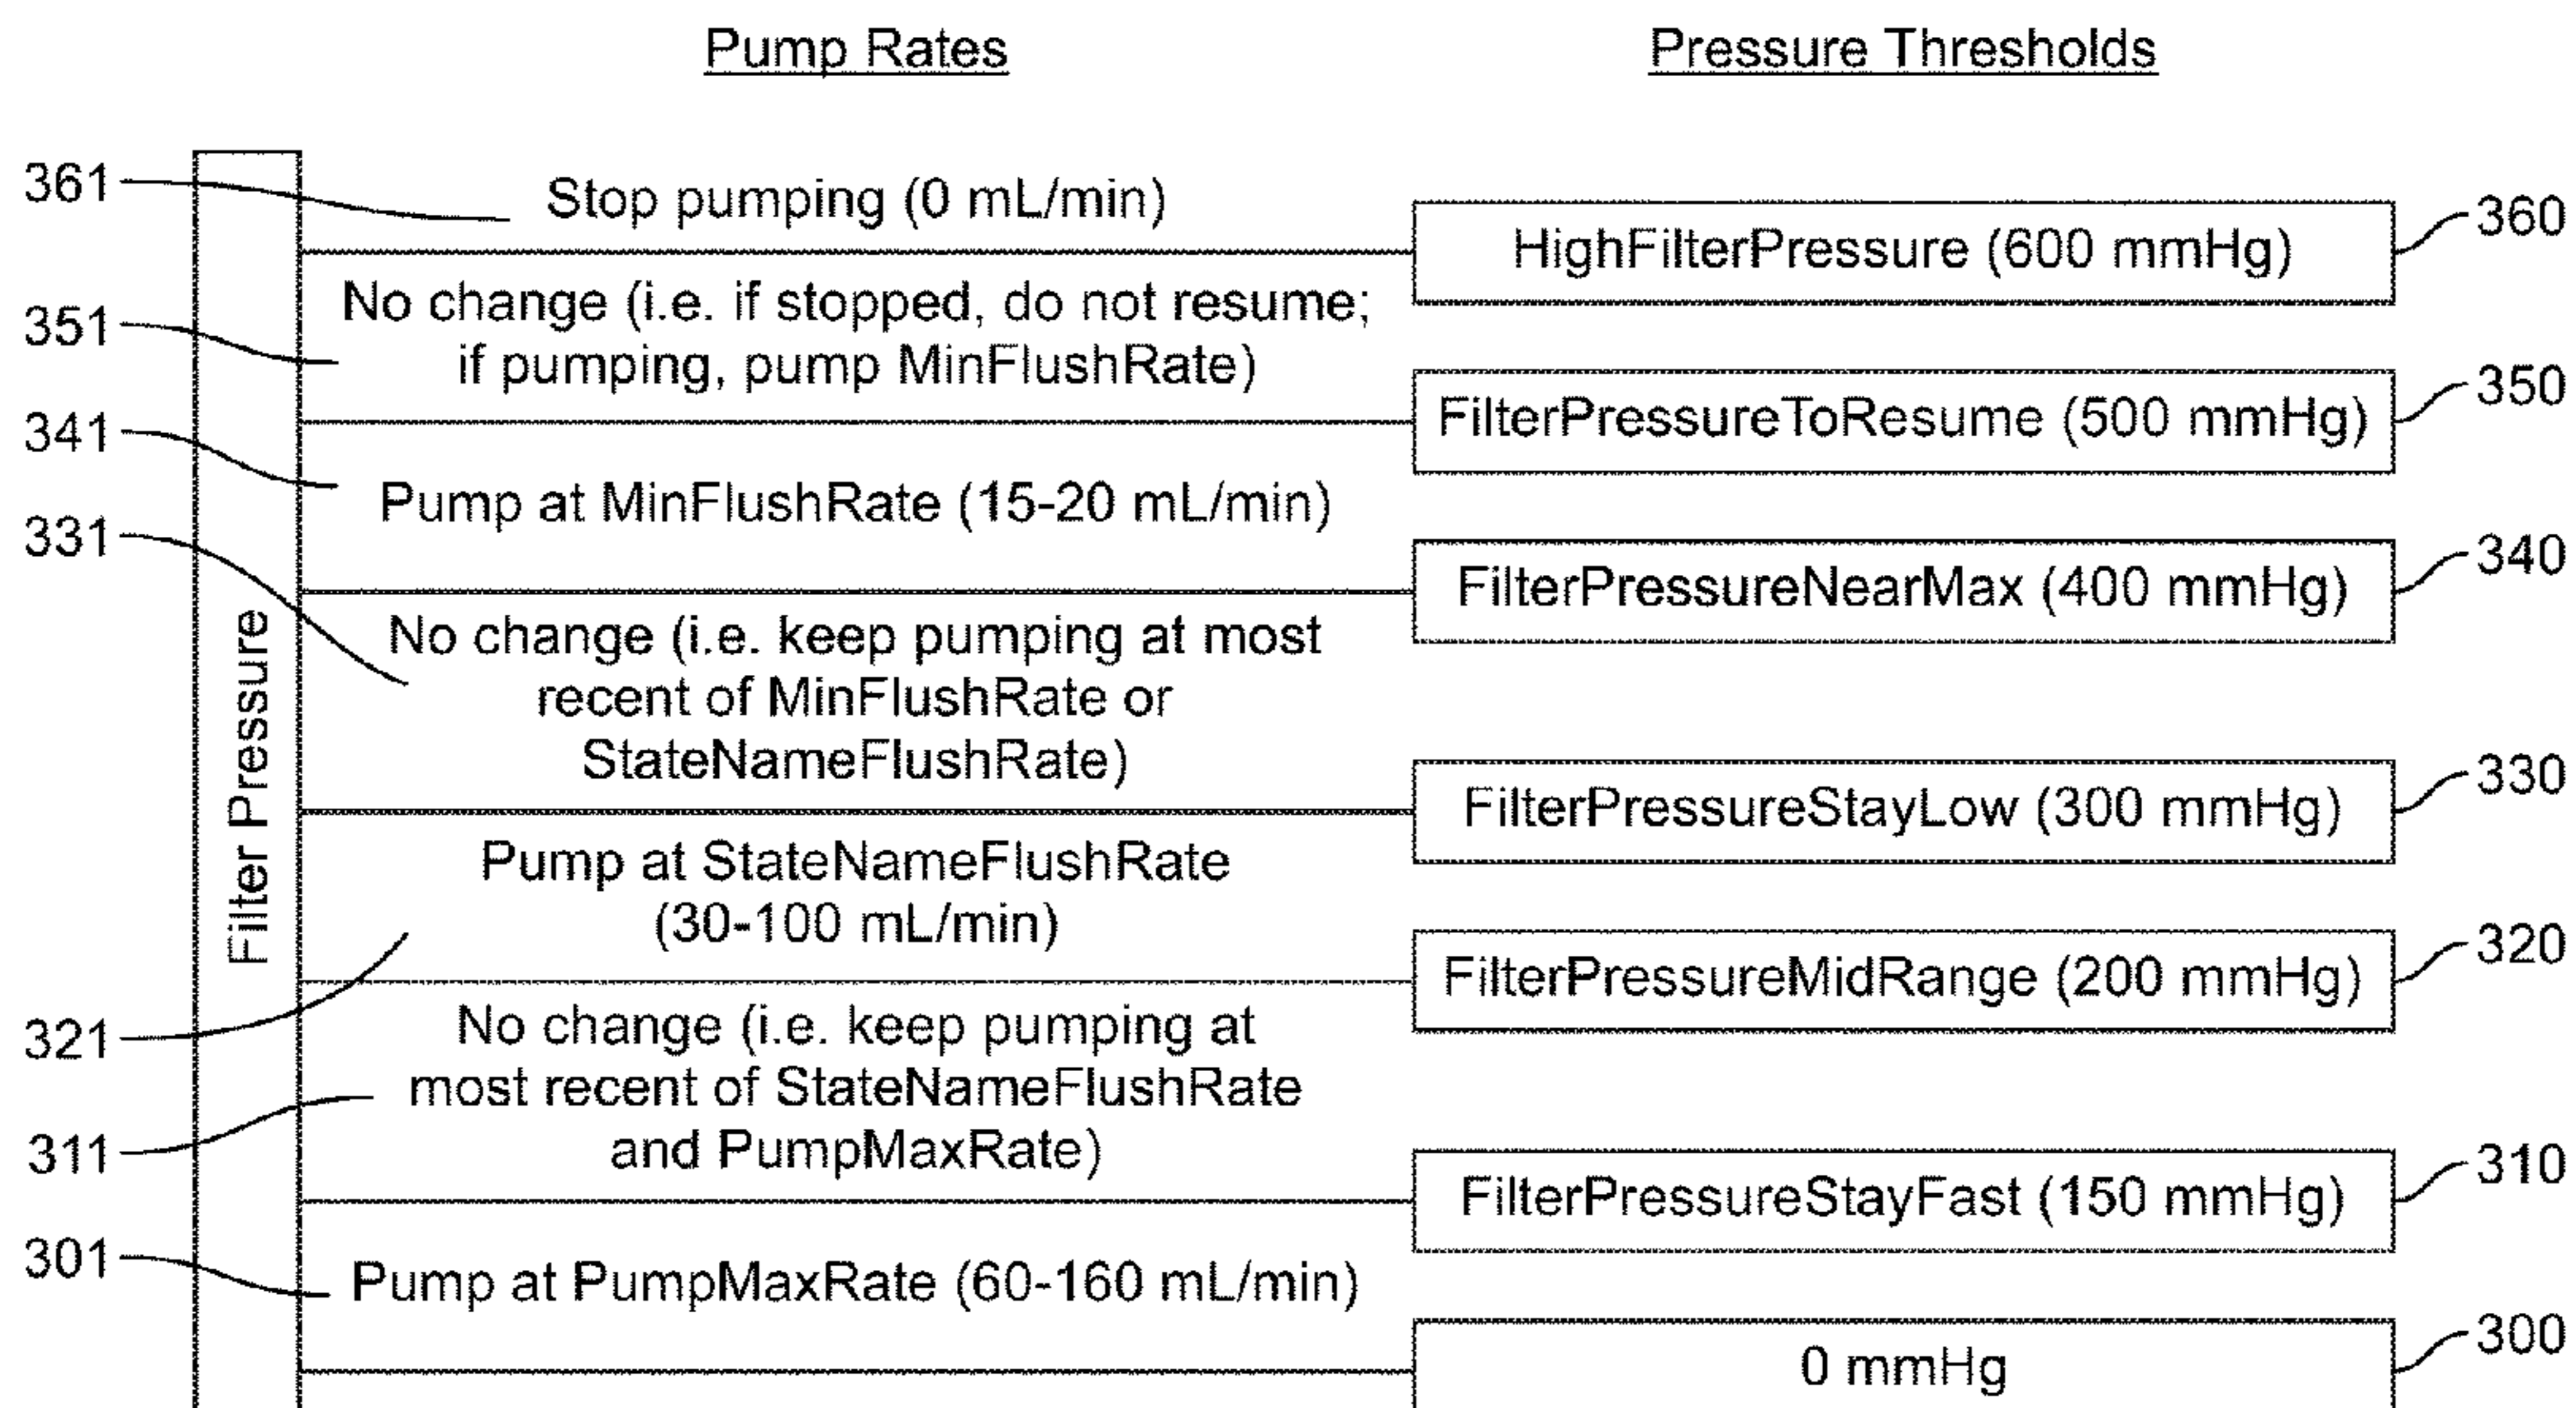 Pump Rates
Pressure Thresholds
361
Stop pumping (0 mL/min)
360
HighFilterPressure (600 mmHg)
351
No change (i.e. if stopped, do not resume;
if pumping, pump MinFlushRate)
350
FilterPressureToResume (500 mmHg)
341
Pump at MinFlushRate (15-20 mL/min)
340
FilterPressureNearMax (400 mmHg)
331
No change (i.e. keep pumping at most
recent of MinFlushRate or
StateNameFlushRate)
330
FilterPressureStayLow (300 mmHg)
Filter Pressure
Pump at StateNameFlushRate
(30-100 mL/min)
320
FilterPressureMidRange (200 mmHg)
321
No change (i.e. keep pumping at
most recent of StateNameFlushRate
and PumpMaxRate)
311
310
FilterPressureStayFast (150 mmHg)
301
Pump at PumpMaxRate (60-160 mL/min)
300
0 mmHg